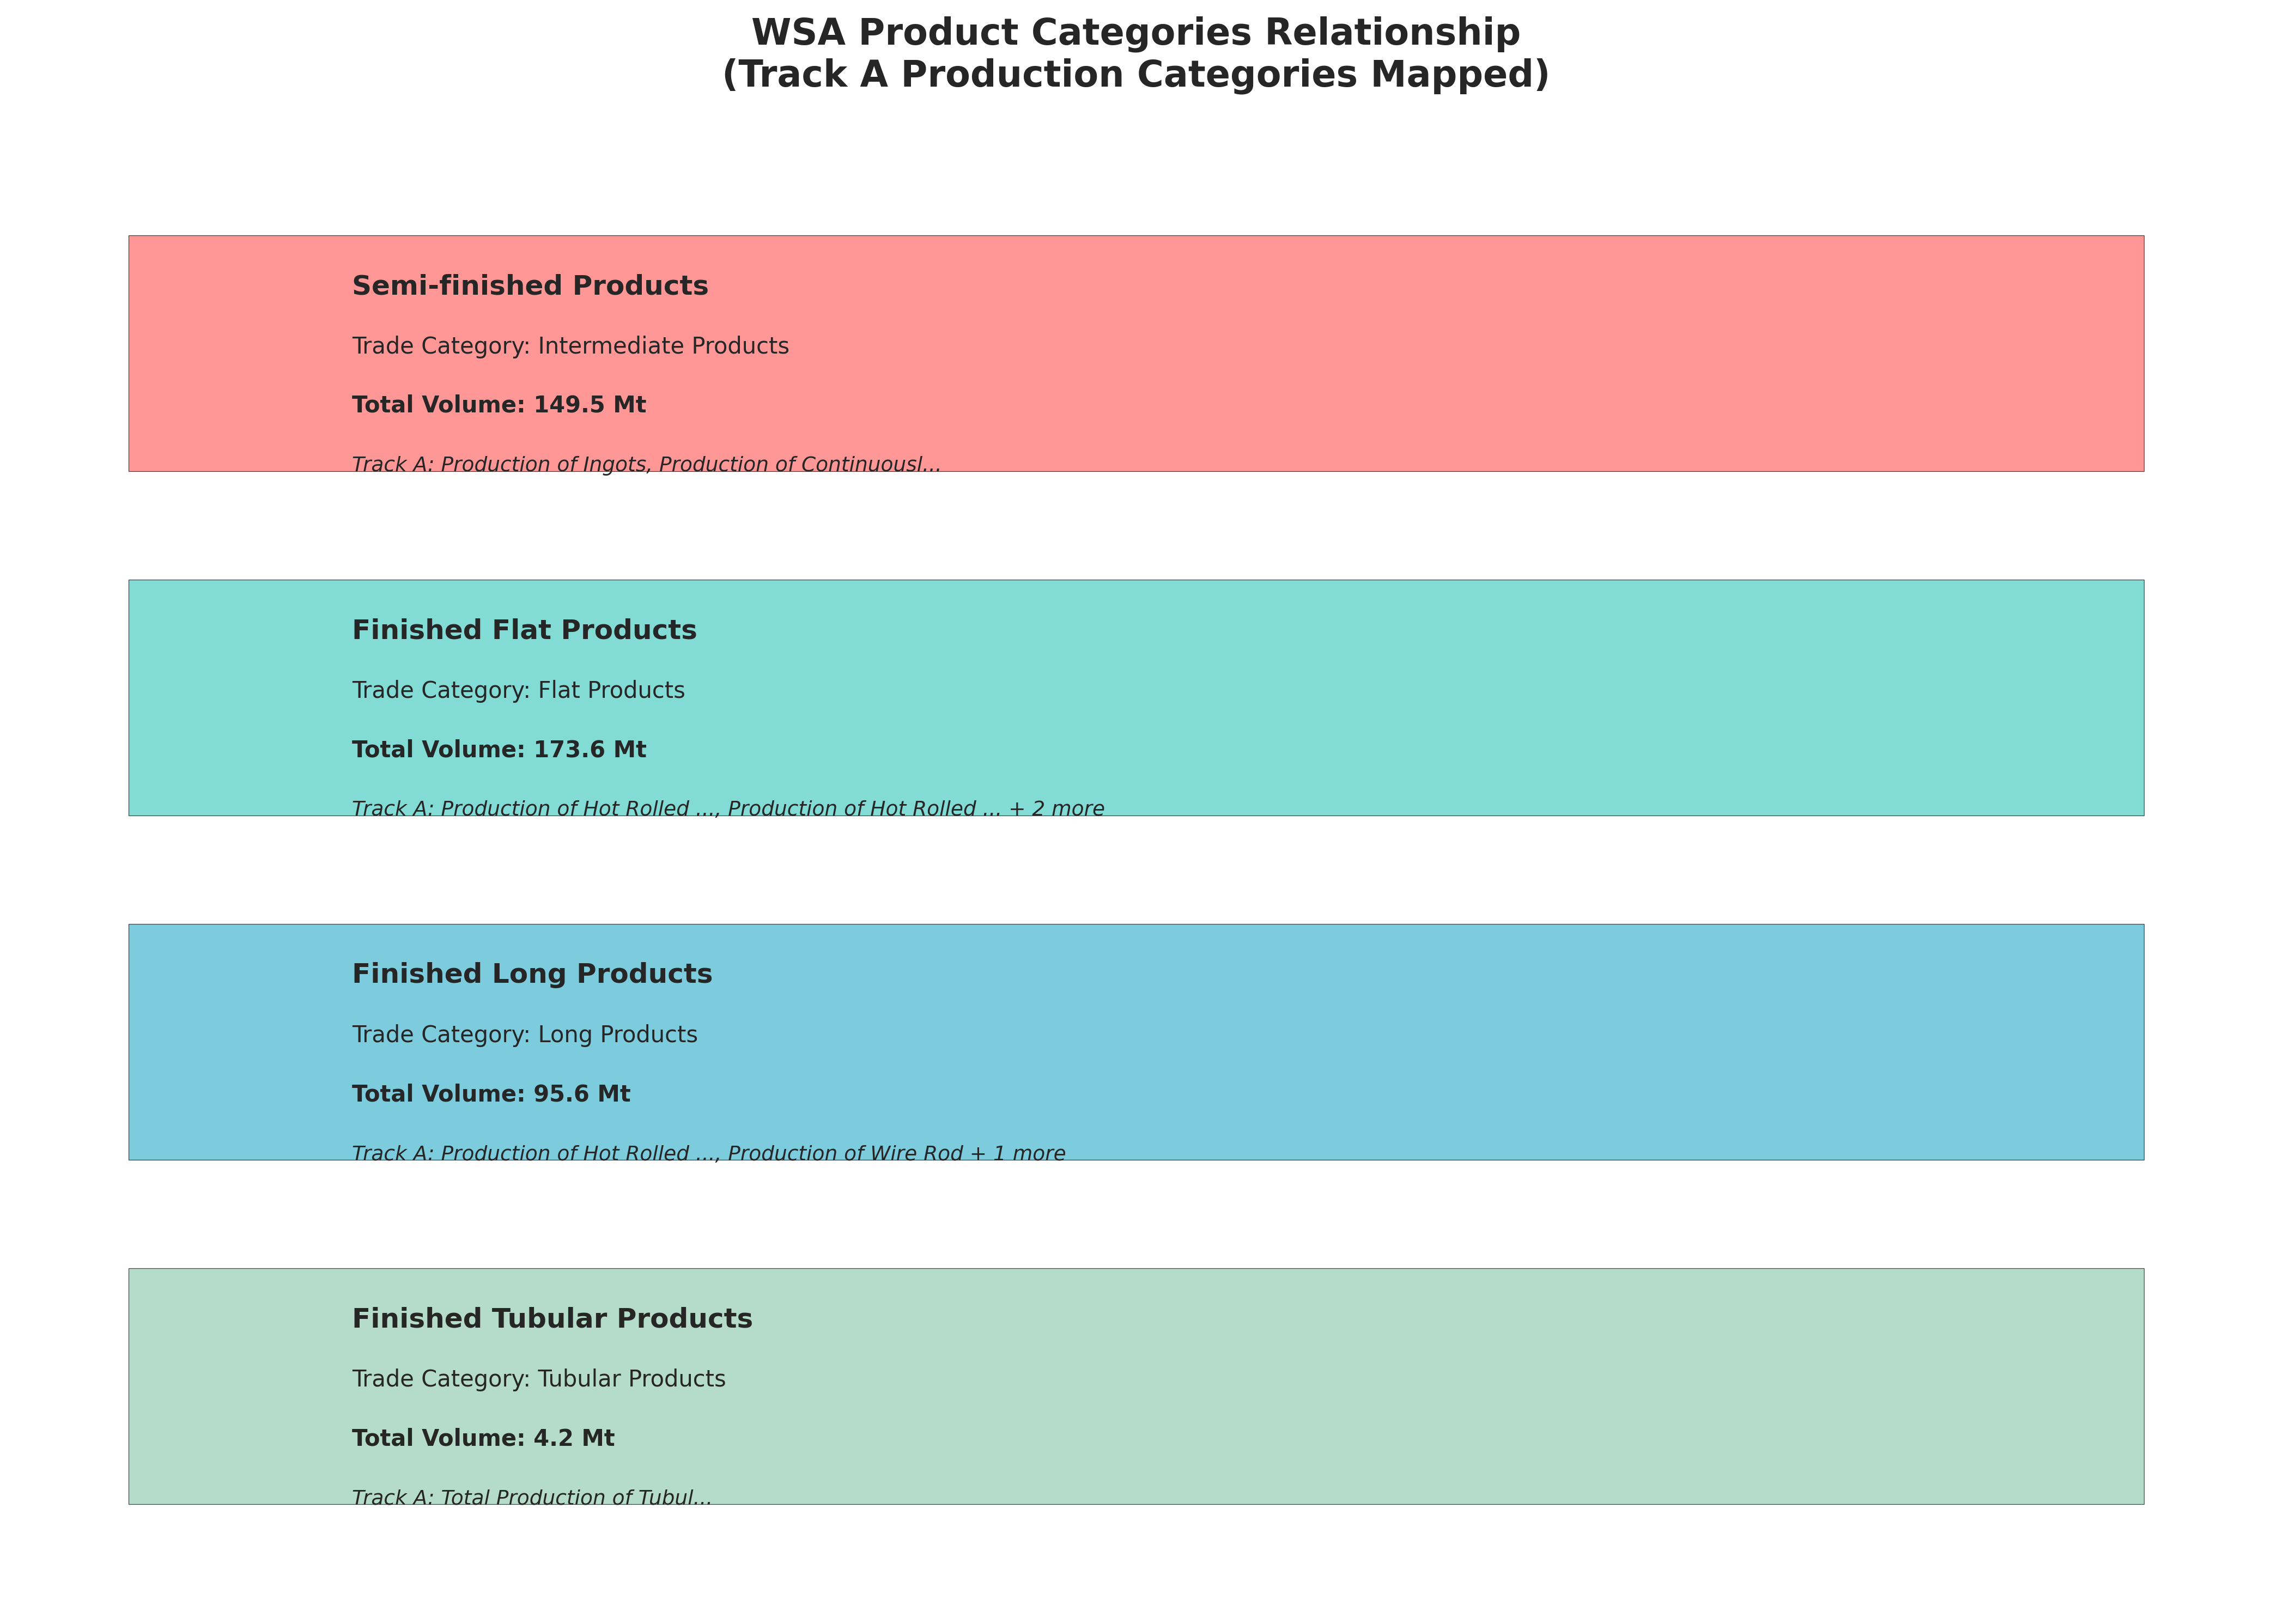 WSA Product Categories Relationship
(Track A Production Categories Mapped)
Semi-finished Products
Trade Category: Intermediate Products
Total Volume: 149.5 Mt
Track A: Production of Ingots, Production of Continuousl...
Finished Flat Products
Trade Category: Flat Products
Total Volume: 173.6 Mt
Track A: Production of Hot Rolled ..., Production of Hot Rolled ... + 2 more
Finished Long Products
Trade Category: Long Products
Total Volume: 95.6 Mt
Track A: Production of Hot Rolled ..., Production of Wire Rod + 1 more
Finished Tubular Products
Trade Category: Tubular Products
Total Volume: 4.2 Mt
Track A: Total Production of Tubul...